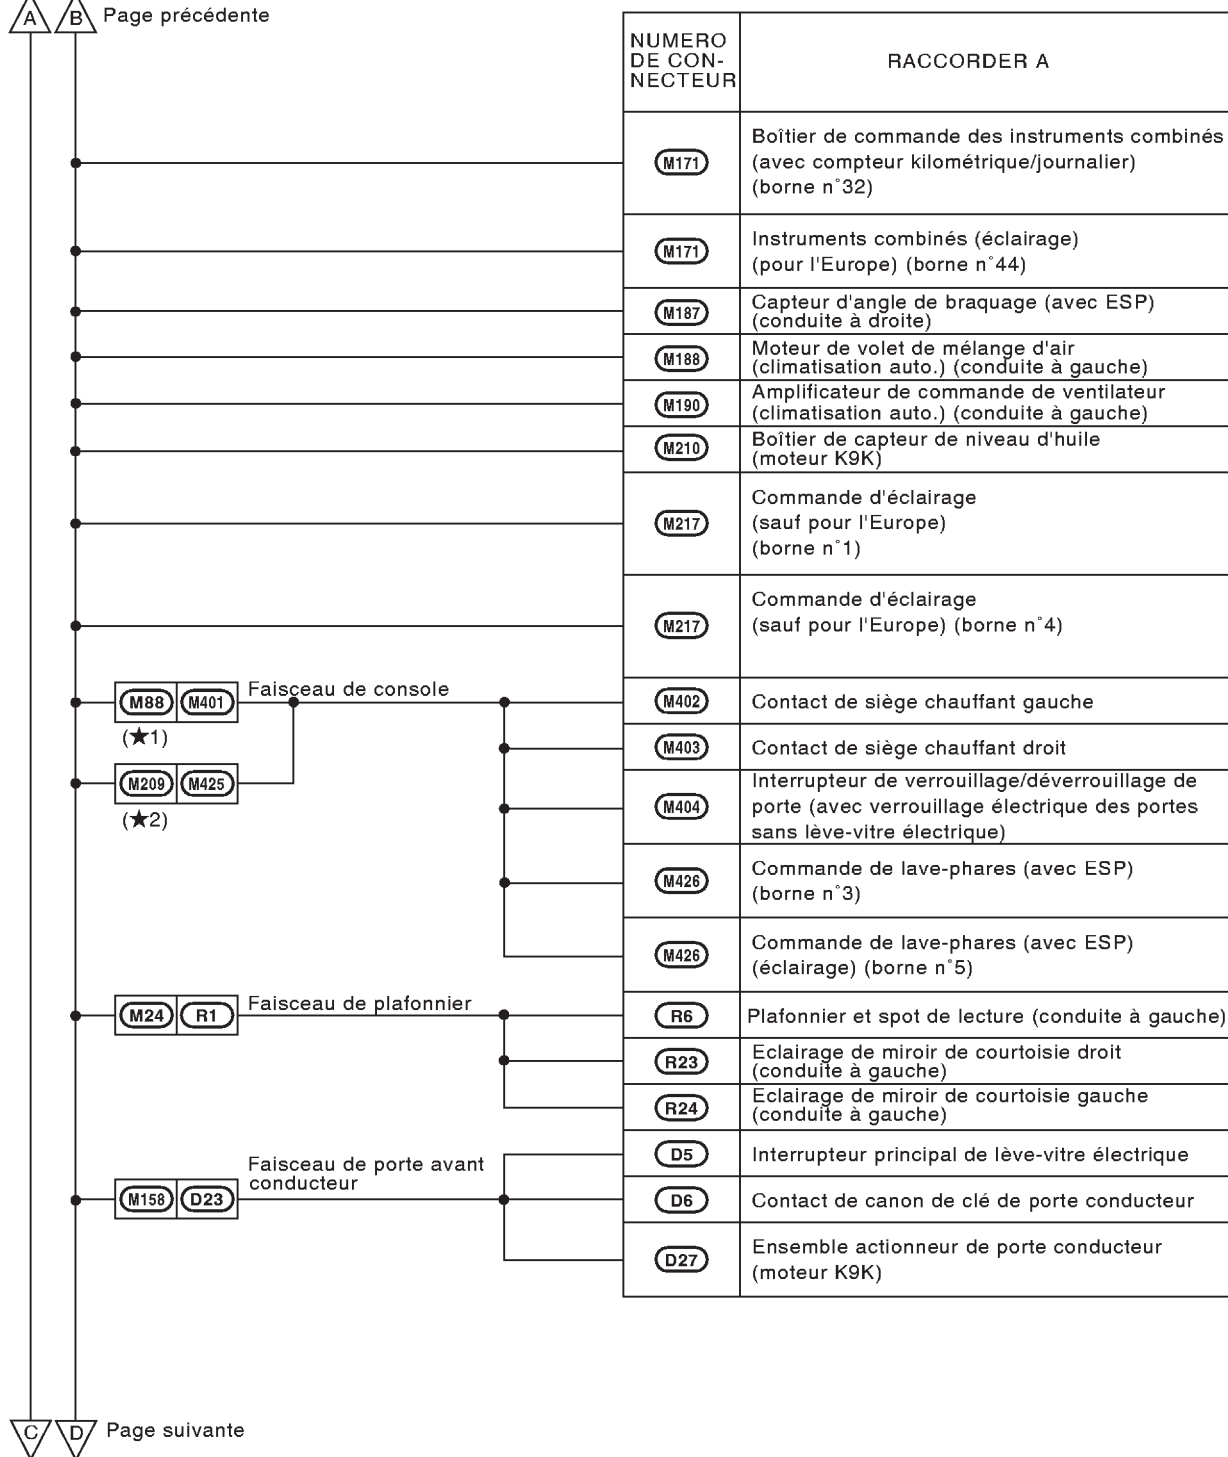 A B Page précédente
NUMERO
DE CON-
NECTEUR
RACCORDER A
M171
Boîtier de commande des instruments combinés
(avec compteur kilométrique/journalier)
(borne n°32)
M171
Instruments combinés (éclairage)
(pour l'Europe) (borne n°44)
M187
Capteur d'angle de braquage (avec ESP)
(conduite à droite)
M188
Moteur de volet de mélange d'air
(climatisation auto.) (conduite à gauche)
M190
Amplificateur de commande de ventilateur
(climatisation auto.) (conduite à gauche)
M210
Boîtier de capteur de niveau d'huile
(moteur K9K)
M217
Commande d'éclairage
(sauf pour l'Europe)
(borne n°1)
M217
Commande d'éclairage
(sauf pour l'Europe) (borne n°4)
M88 M401 Faisceau de console
(★1)
M209 M425
(★2)
M402
Contact de siège chauffant gauche
M403
Contact de siège chauffant droit
M404
Interrupteur de verrouillage/déverrouillage de
porte (avec verrouillage électrique des portes
sans lève-vitre électrique)
M426
Commande de lave-phares (avec ESP)
(borne n°3)
M426
Commande de lave-phares (avec ESP)
(éclairage) (borne n°5)
M24 R1 Faisceau de plafonnier
R6
Plafonnier et spot de lecture (conduite à gauche)
R23
Eclairage de miroir de courtoisie droit
(conduite à gauche)
R24
Eclairage de miroir de courtoisie gauche
(conduite à gauche)
Faisceau de porte avant
conducteur
M158 D23
D5
Interrupteur principal de lève-vitre électrique
D6
Contact de canon de clé de porte conducteur
D27
Ensemble actionneur de porte conducteur
(moteur K9K)
C D Page suivante